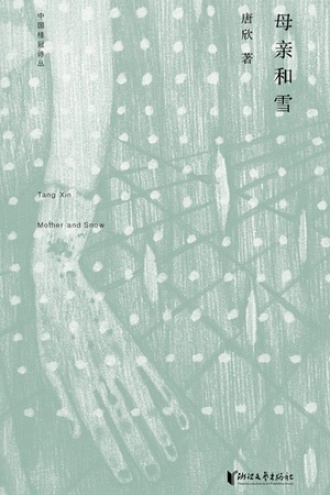 母亲和雪
唐欣 著
中国桂冠诗丛
Tang Xin
Mother and Snow
浙江文艺出版社